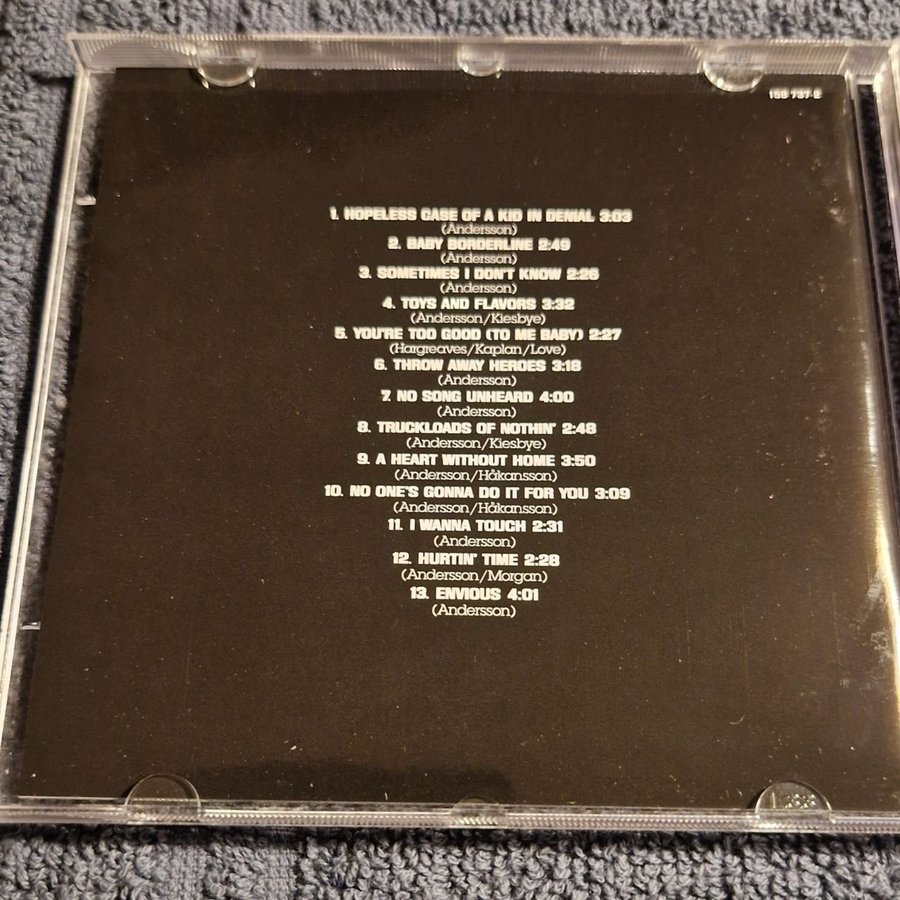 158 737-2
1. HOPELESS CASE OF A KID IN DENIAL 3:03
(Andersson)
2. BABY BORDERLINE 2:49
(Andersson)
3. SOMETIMES I DON'T KNOW 2:26
(Andersson)
4. TOYS AND FLAVORS 3:32
(Andersson/Kiesbye)
5. YOU'RE TOO GOOD (TO ME BABY) 2:27
(Hargreaves/Kaplan/Love)
6. THROW AWAY HEROES 3:18
(Andersson)
7. NO SONG UNHEARD 4:00
(Andersson)
8. TRUCKLOADS OF NOTHIN' 2:48
(Andersson/Kiesbye)
9. A HEART WITHOUT HOME 3:50
(Andersson/Håkansson)
10. NO ONE'S GONNA DO IT FOR YOU 3:09
(Andersson/Håkansson)
11. I WANNA TOUCH 2:31
(Andersson)
12. HURTIN' TIME 2:28
(Andersson/Morgan)
13. ENVIOUS 4:01
(Andersson)